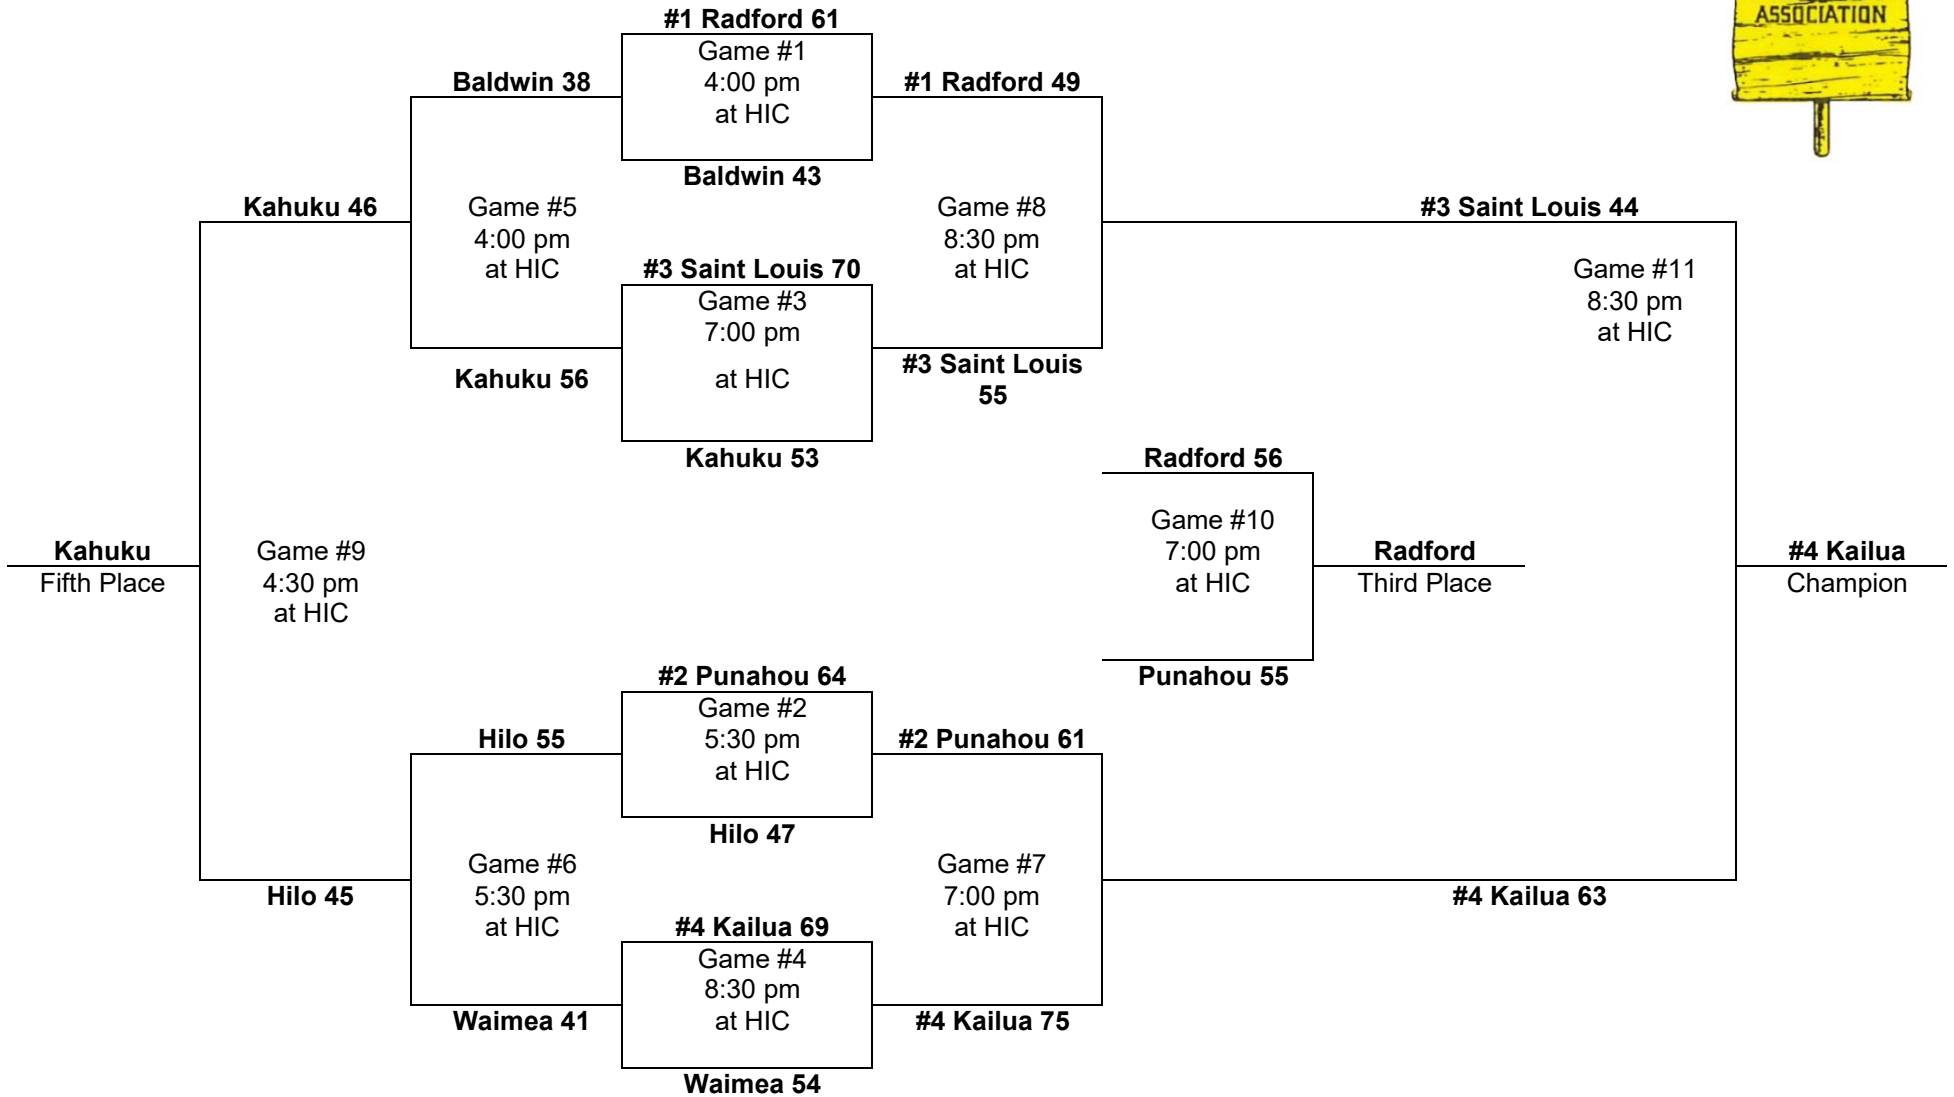 ASSOCIATION
#1 Radford 61
Game #1
4:00 pm
at HIC
Baldwin 43
Baldwin 38
#1 Radford 49
Kahuku 46
Game #5
4:00 pm
at HIC
Game #8
8:30 pm
at HIC
#3 Saint Louis 44
Game #11
8:30 pm
at HIC
#3 Saint Louis 70
Game #3
7:00 pm
at HIC
Kahuku 53
Kahuku 56
#3 Saint Louis
55
Radford 56
Game #10
7:00 pm
at HIC
Punahou 55
Radford
Third Place
Kahuku
Fifth Place
Game #9
4:30 pm
at HIC
#4 Kailua
Champion
#2 Punahou 64
Game #2
5:30 pm
at HIC
Hilo 47
Hilo 55
#2 Punahou 61
Game #6
5:30 pm
at HIC
Game #7
7:00 pm
at HIC
Hilo 45
#4 Kailua 63
#4 Kailua 69
Game #4
8:30 pm
at HIC
Waimea 54
Waimea 41
#4 Kailua 75